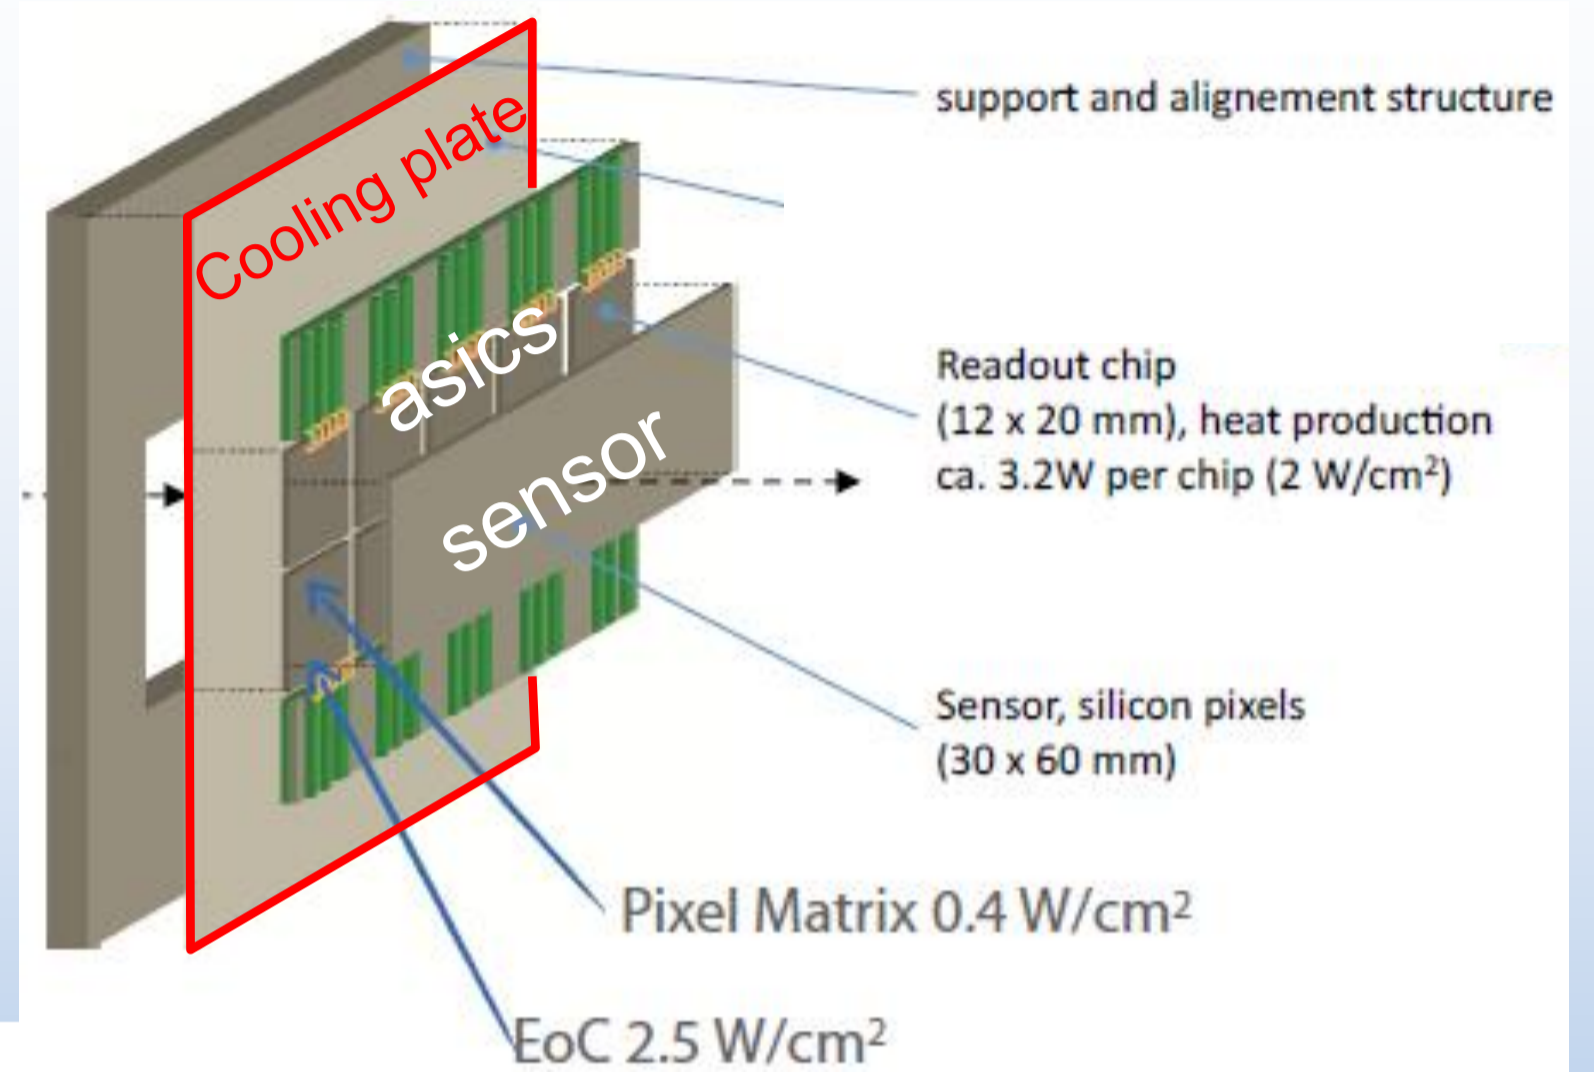 support and alignement structure
Cooling plate
asics
sensor
Readout chip
(12 x 20 mm), heat production
ca. 3.2W per chip (2 W/cm²)
Sensor, silicon pixels
(30 x 60 mm)
Pixel Matrix 0.4 W/cm²
EoC 2.5 W/cm²